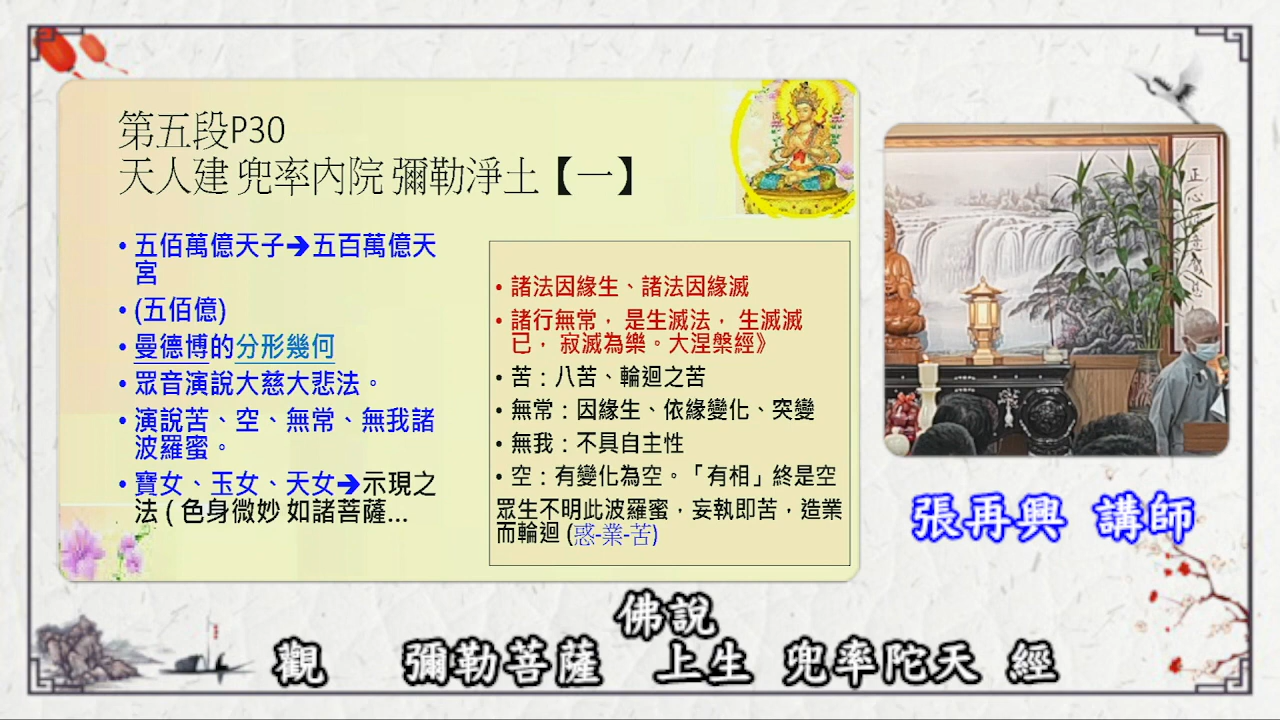 第五段P30
天人建 兜率內院 彌勒淨土【一】
• 五佰萬億天子→五百萬億天
宮
• (五佰億)
• 曼德博的分形幾何
• 眾音演說大慈大悲法。
• 演說苦、空、無常、無我諸
波羅蜜。
• 寶女、玉女、天女→示現之
法 ( 色身微妙 如諸菩薩...
• 諸法因緣生、諸法因緣滅
• 諸行無常， 是生滅法， 生滅滅
已， 寂滅為樂。大涅槃經》
• 苦：八苦、輪迴之苦
• 無常：因緣生、依緣變化、突變
• 無我：不具自主性
• 空：有變化為空。「有相」終是空
眾生不明此波羅蜜，妄執即苦，造業
而輪迴 (惑-業-苦)
正心
張再興 講師
佛說
觀 彌勒菩薩 上生 兜率陀天 經